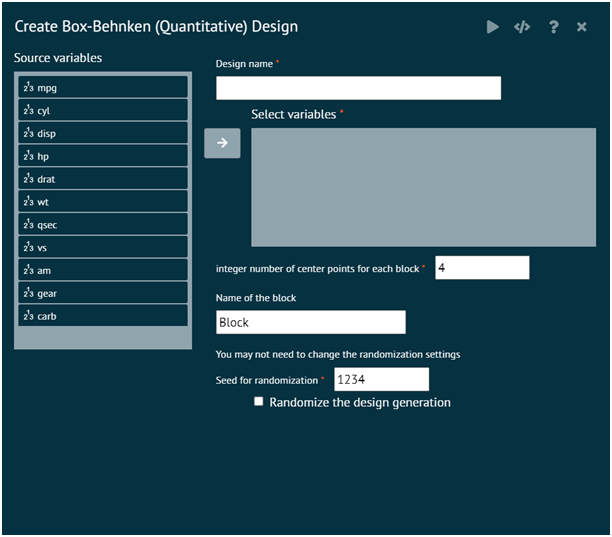 Create Box-Behnken (Quantitative) Design
Source variables
mpg
cyl
disp
hp
drat
wt
qsec
vs
am
gear
carb
Design name *
Select variables *
integer number of center points for each block * 4
Name of the block
Block
You may not need to change the randomization settings
Seed for randomization * 1234
Randomize the design generation